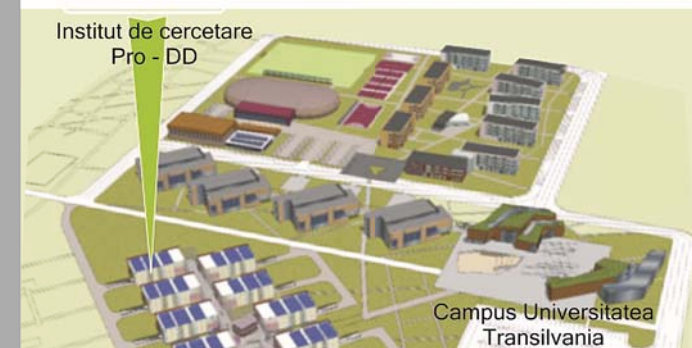 Institut de cercetare
Pro - DD
Campus Universitatea
Transilvania